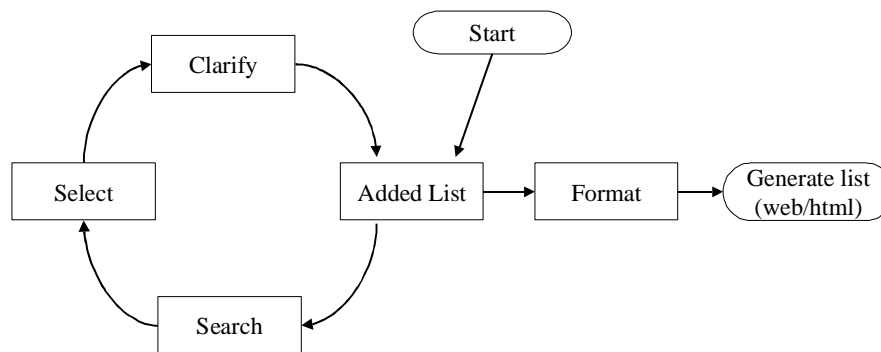 Start
Clarify
Select
Added List
Format
Generate list
(web/html)
Search